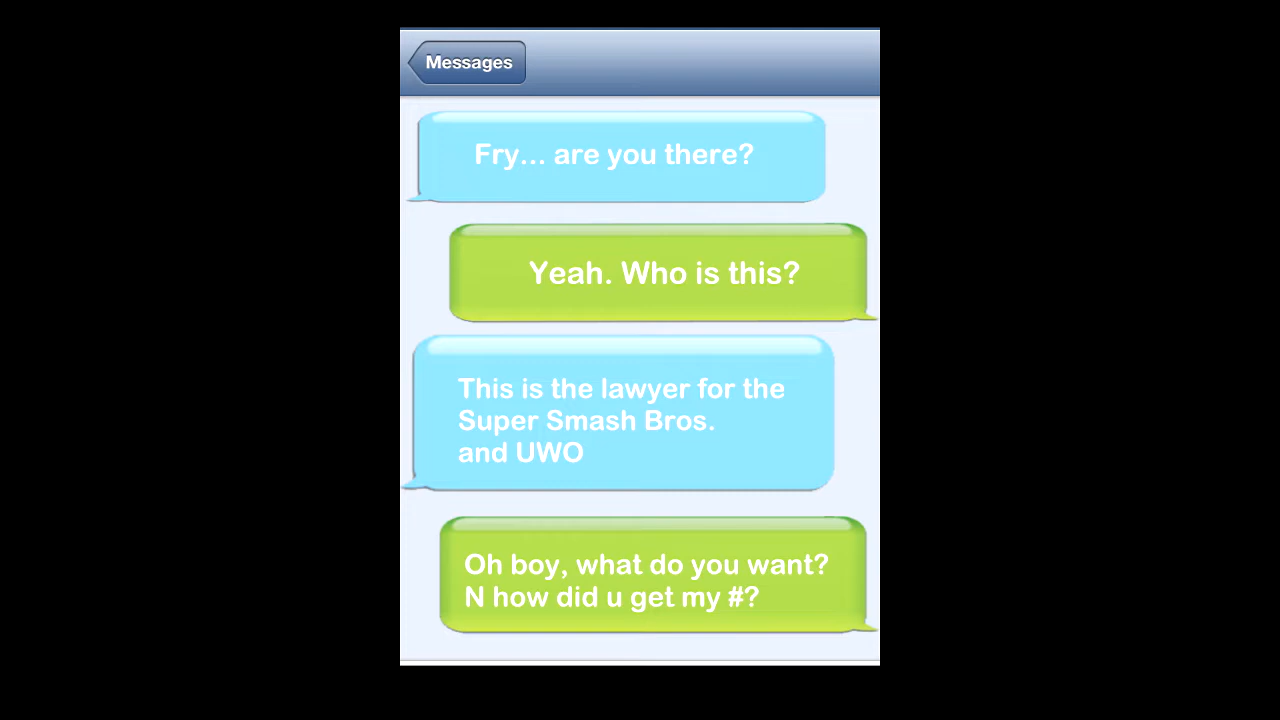 Messages
Fry... are you there?
Yeah. Who is this?
This is the lawyer for the
Super Smash Bros.
and UWO
Oh boy, what do you want?
N how did u get my #?